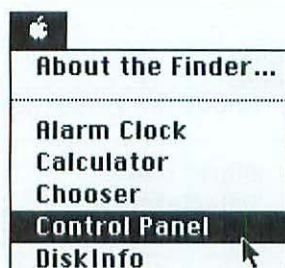 About the Finder...
Alarm Clock
Calculator
Chooser
Control Panel
DiskInfo